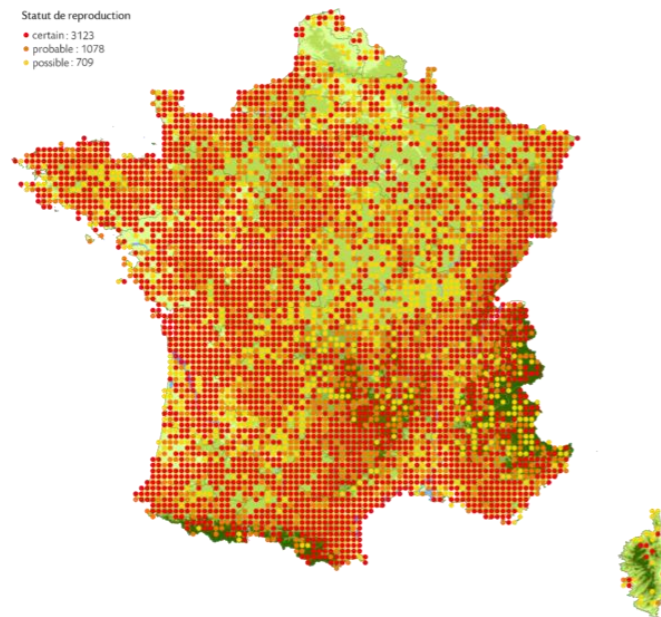 Statut de reproduction
certain : 3123
probable : 1078
possible : 709